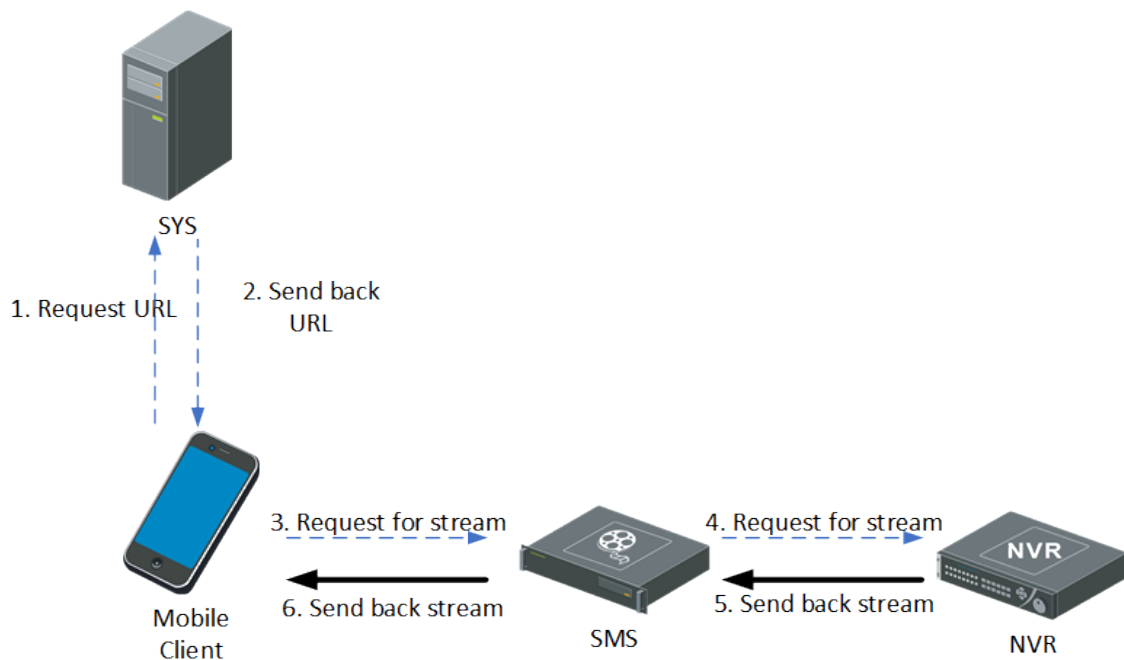 SYS
1. Request URL
2. Send back
URL
3. Request for stream
4. Request for stream
NVR
6. Send back stream
5. Send back stream
Mobile
Client
SMS
NVR